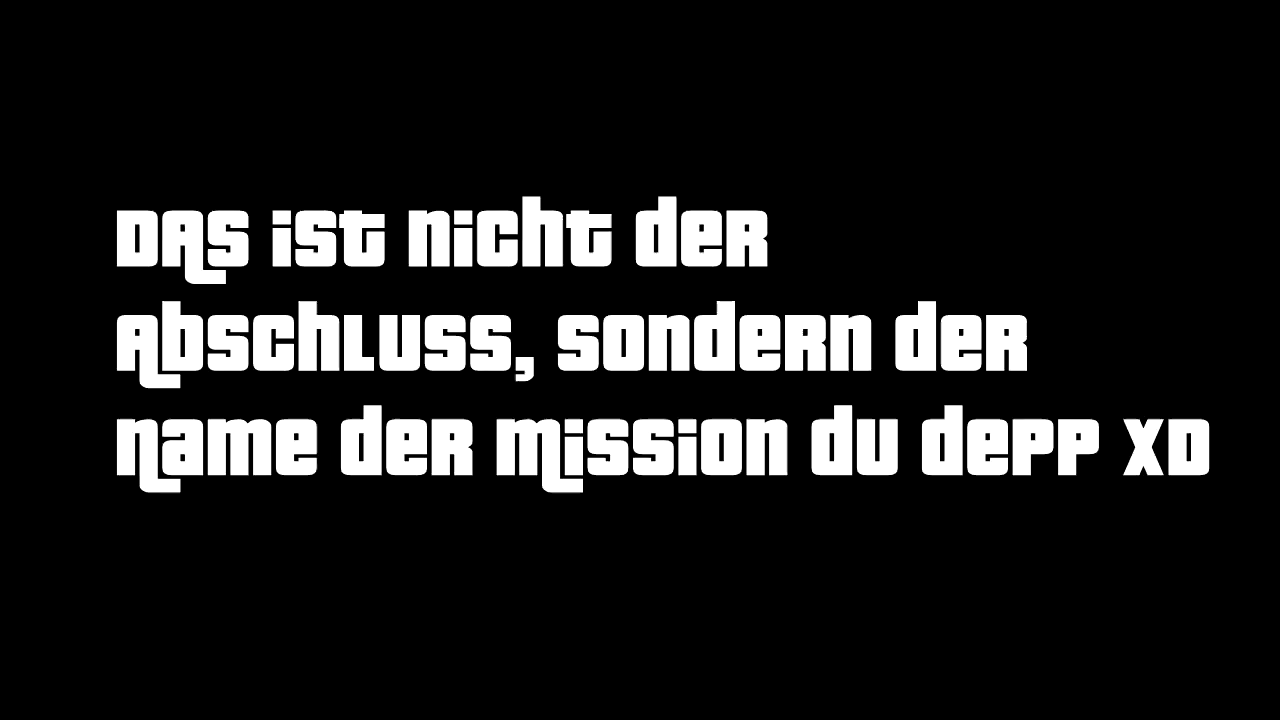 Das ist nicht der
Abschluss, sondern der
Name der Mission du Depp XD